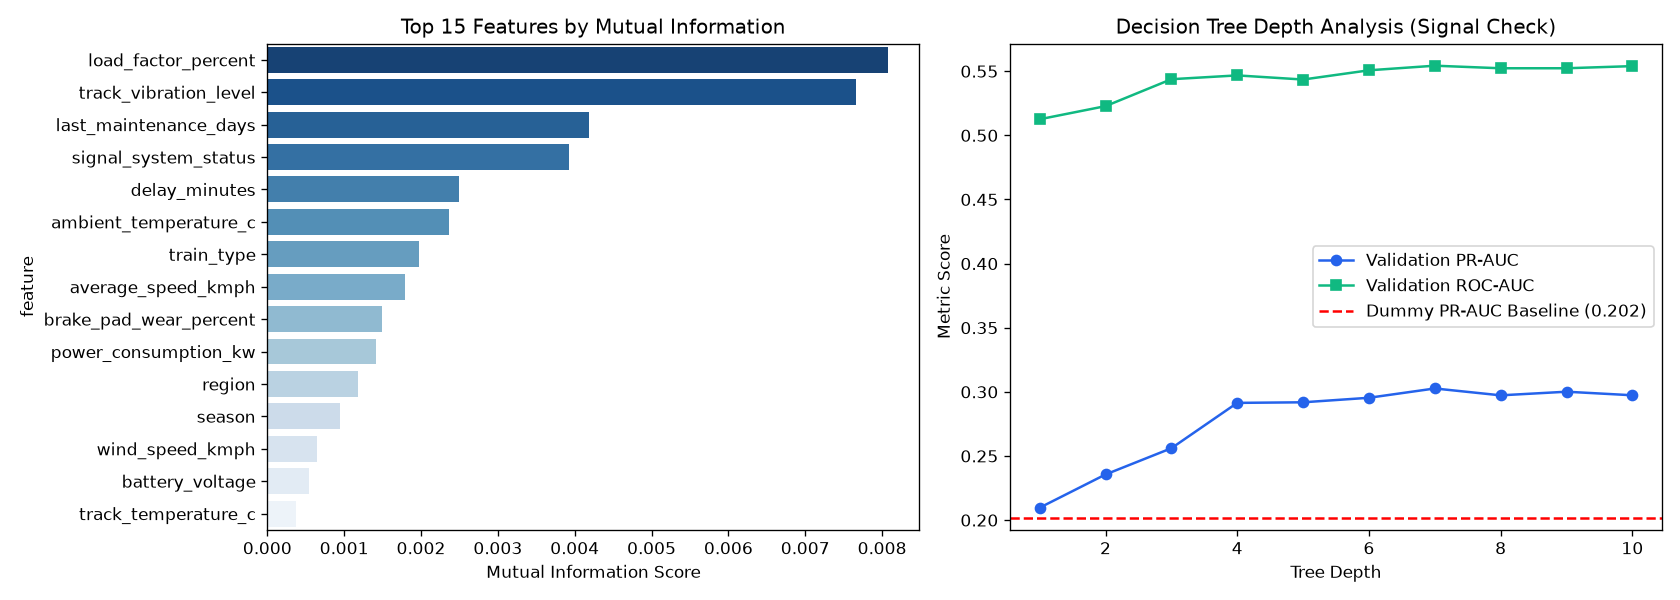 Top 15 Features by Mutual Information
feature
load_factor_percent
track_vibration_level
last_maintenance_days
signal_system_status
delay_minutes
ambient_temperature_c
train_type
average_speed_kmph
brake_pad_wear_percent
power_consumption_kw
region
season
wind_speed_kmph
battery_voltage
track_temperature_c
0.000 0.001 0.002 0.003 0.004 0.005 0.006 0.007 0.008
Mutual Information Score
Decision Tree Depth Analysis (Signal Check)
Metric Score
0.55
0.50
0.45
0.40
0.35
0.30
0.25
0.20
Validation PR-AUC
Validation ROC-AUC
Dummy PR-AUC Baseline (0.202)
2 4 6 8 10
Tree Depth